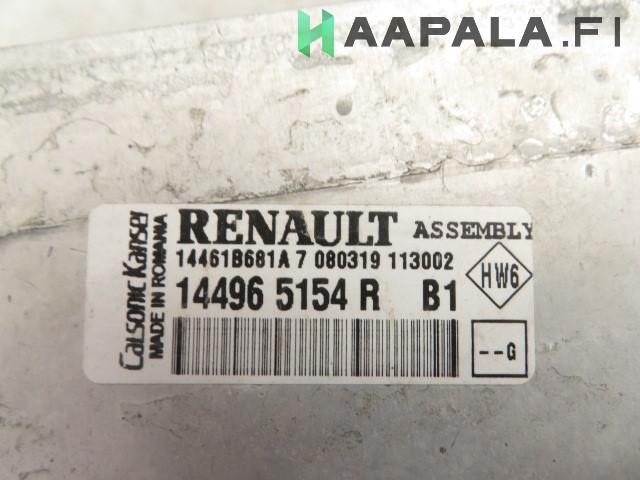 HAAPALA.FI
RENAULT ASSEMBLY
14461B681A 7 080319 113002
14496 5154 R B1
HW6
--G
Calsonic Kansei
MADE IN ROMANIA